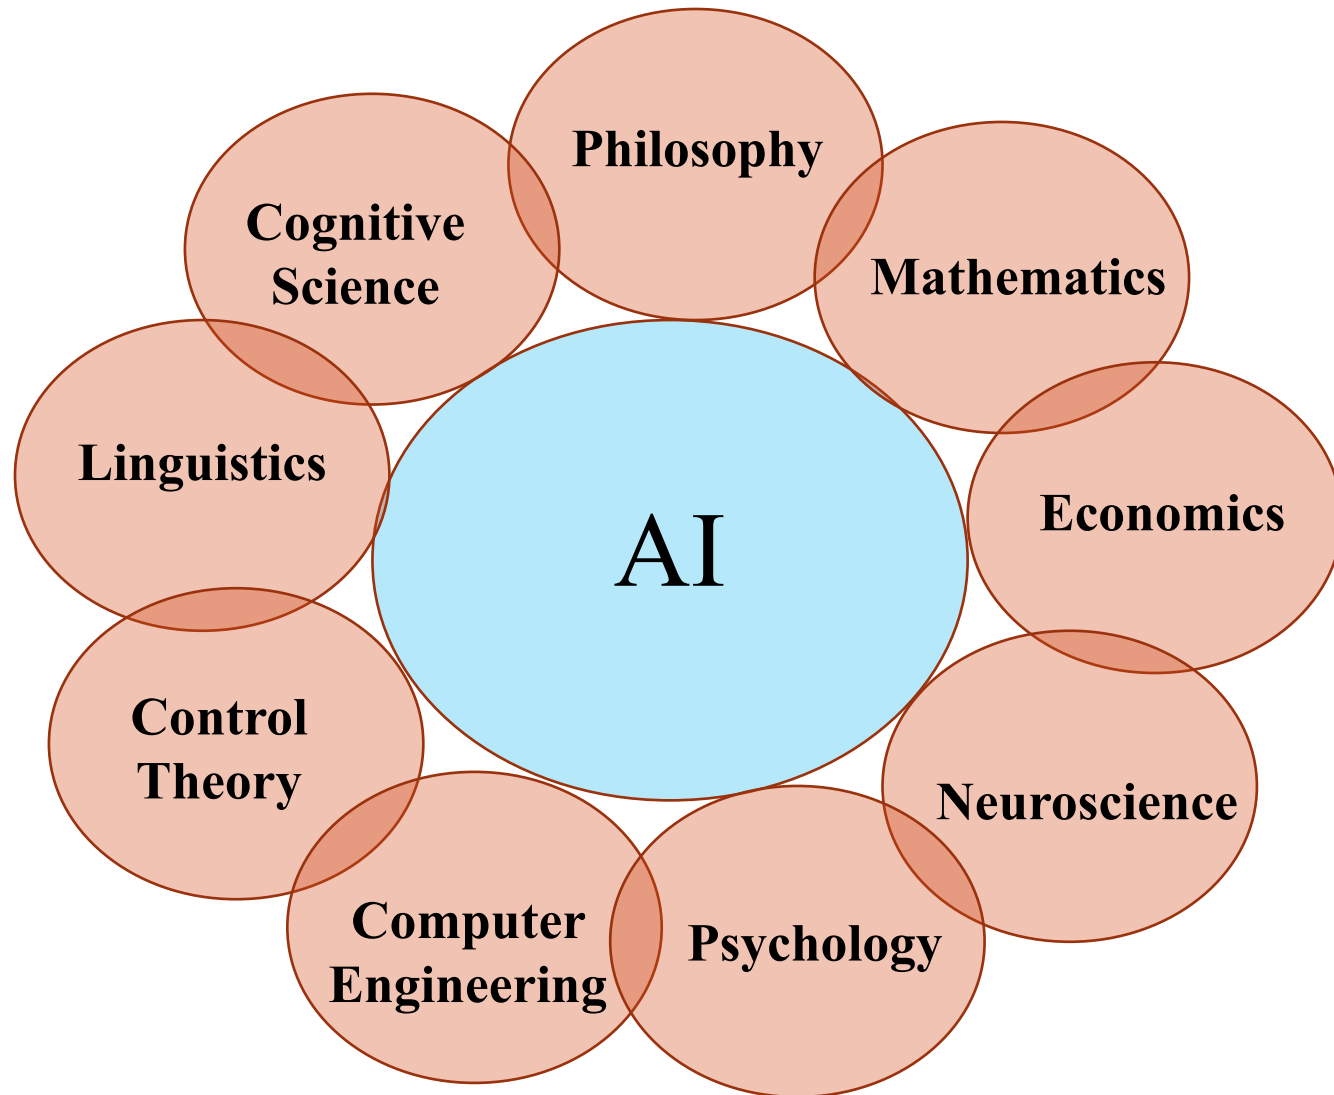 Philosophy
Cognitive
Science
Mathematics
Linguistics
Economics
AI
Control
Theory
Neuroscience
Computer
Engineering
Psychology